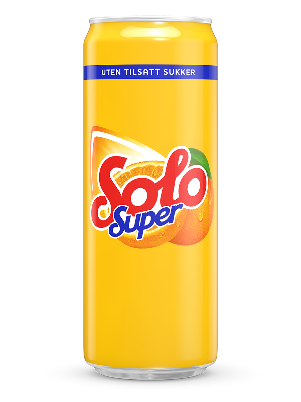 UTEN TILSATT SUKKER
Solo
Super